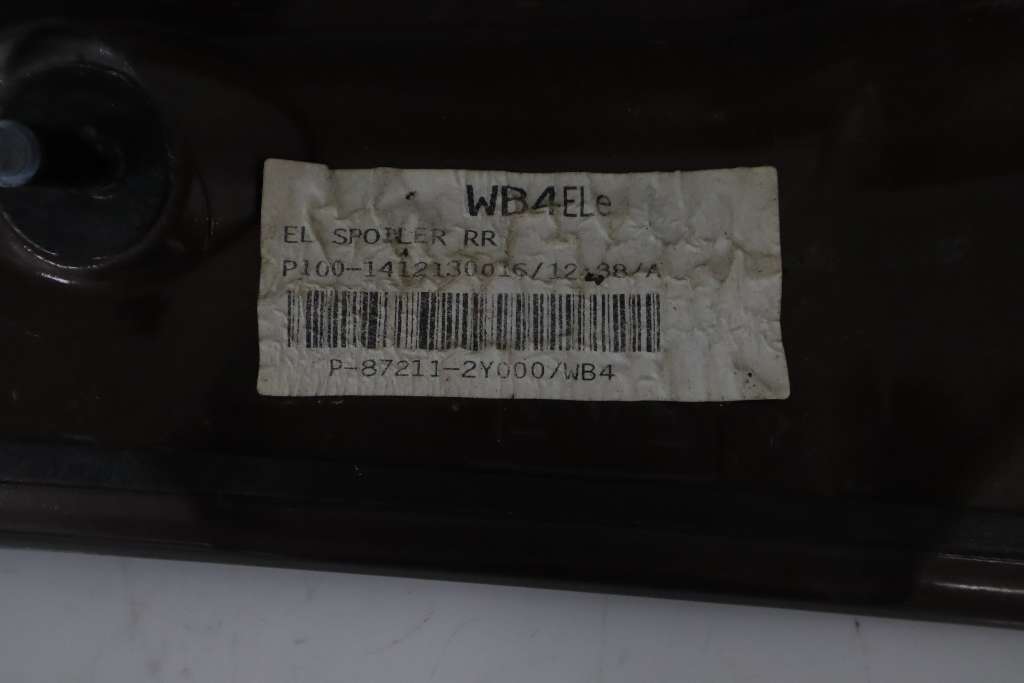 WB4ELe
EL SPOILER RR
P100-1412130016/12:38/A
P-87211-2Y000/WB4